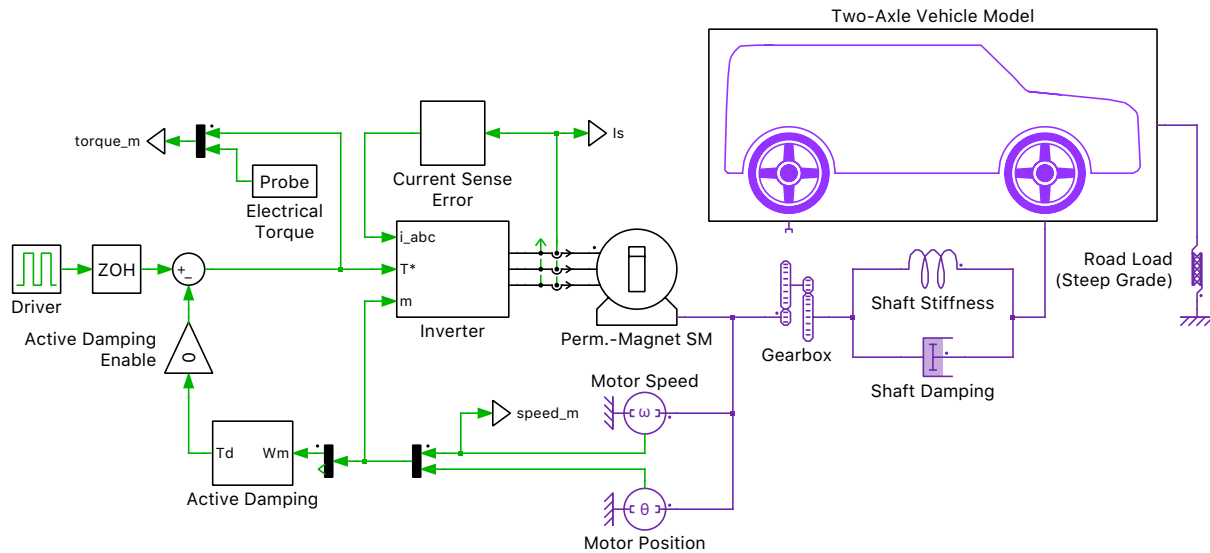 Two-Axle Vehicle Model
torque_m
Is
Probe
Electrical
Torque
Current Sense
Error
i_abc
T*
m
Inverter
Driver
ZOH
+
-
Active Damping
Enable
0
Perm.-Magnet SM
Gearbox
Shaft Stiffness
Shaft Damping
Road Load
(Steep Grade)
Motor Speed
ω
speed_m
Td
Wm
Active Damping
θ
Motor Position